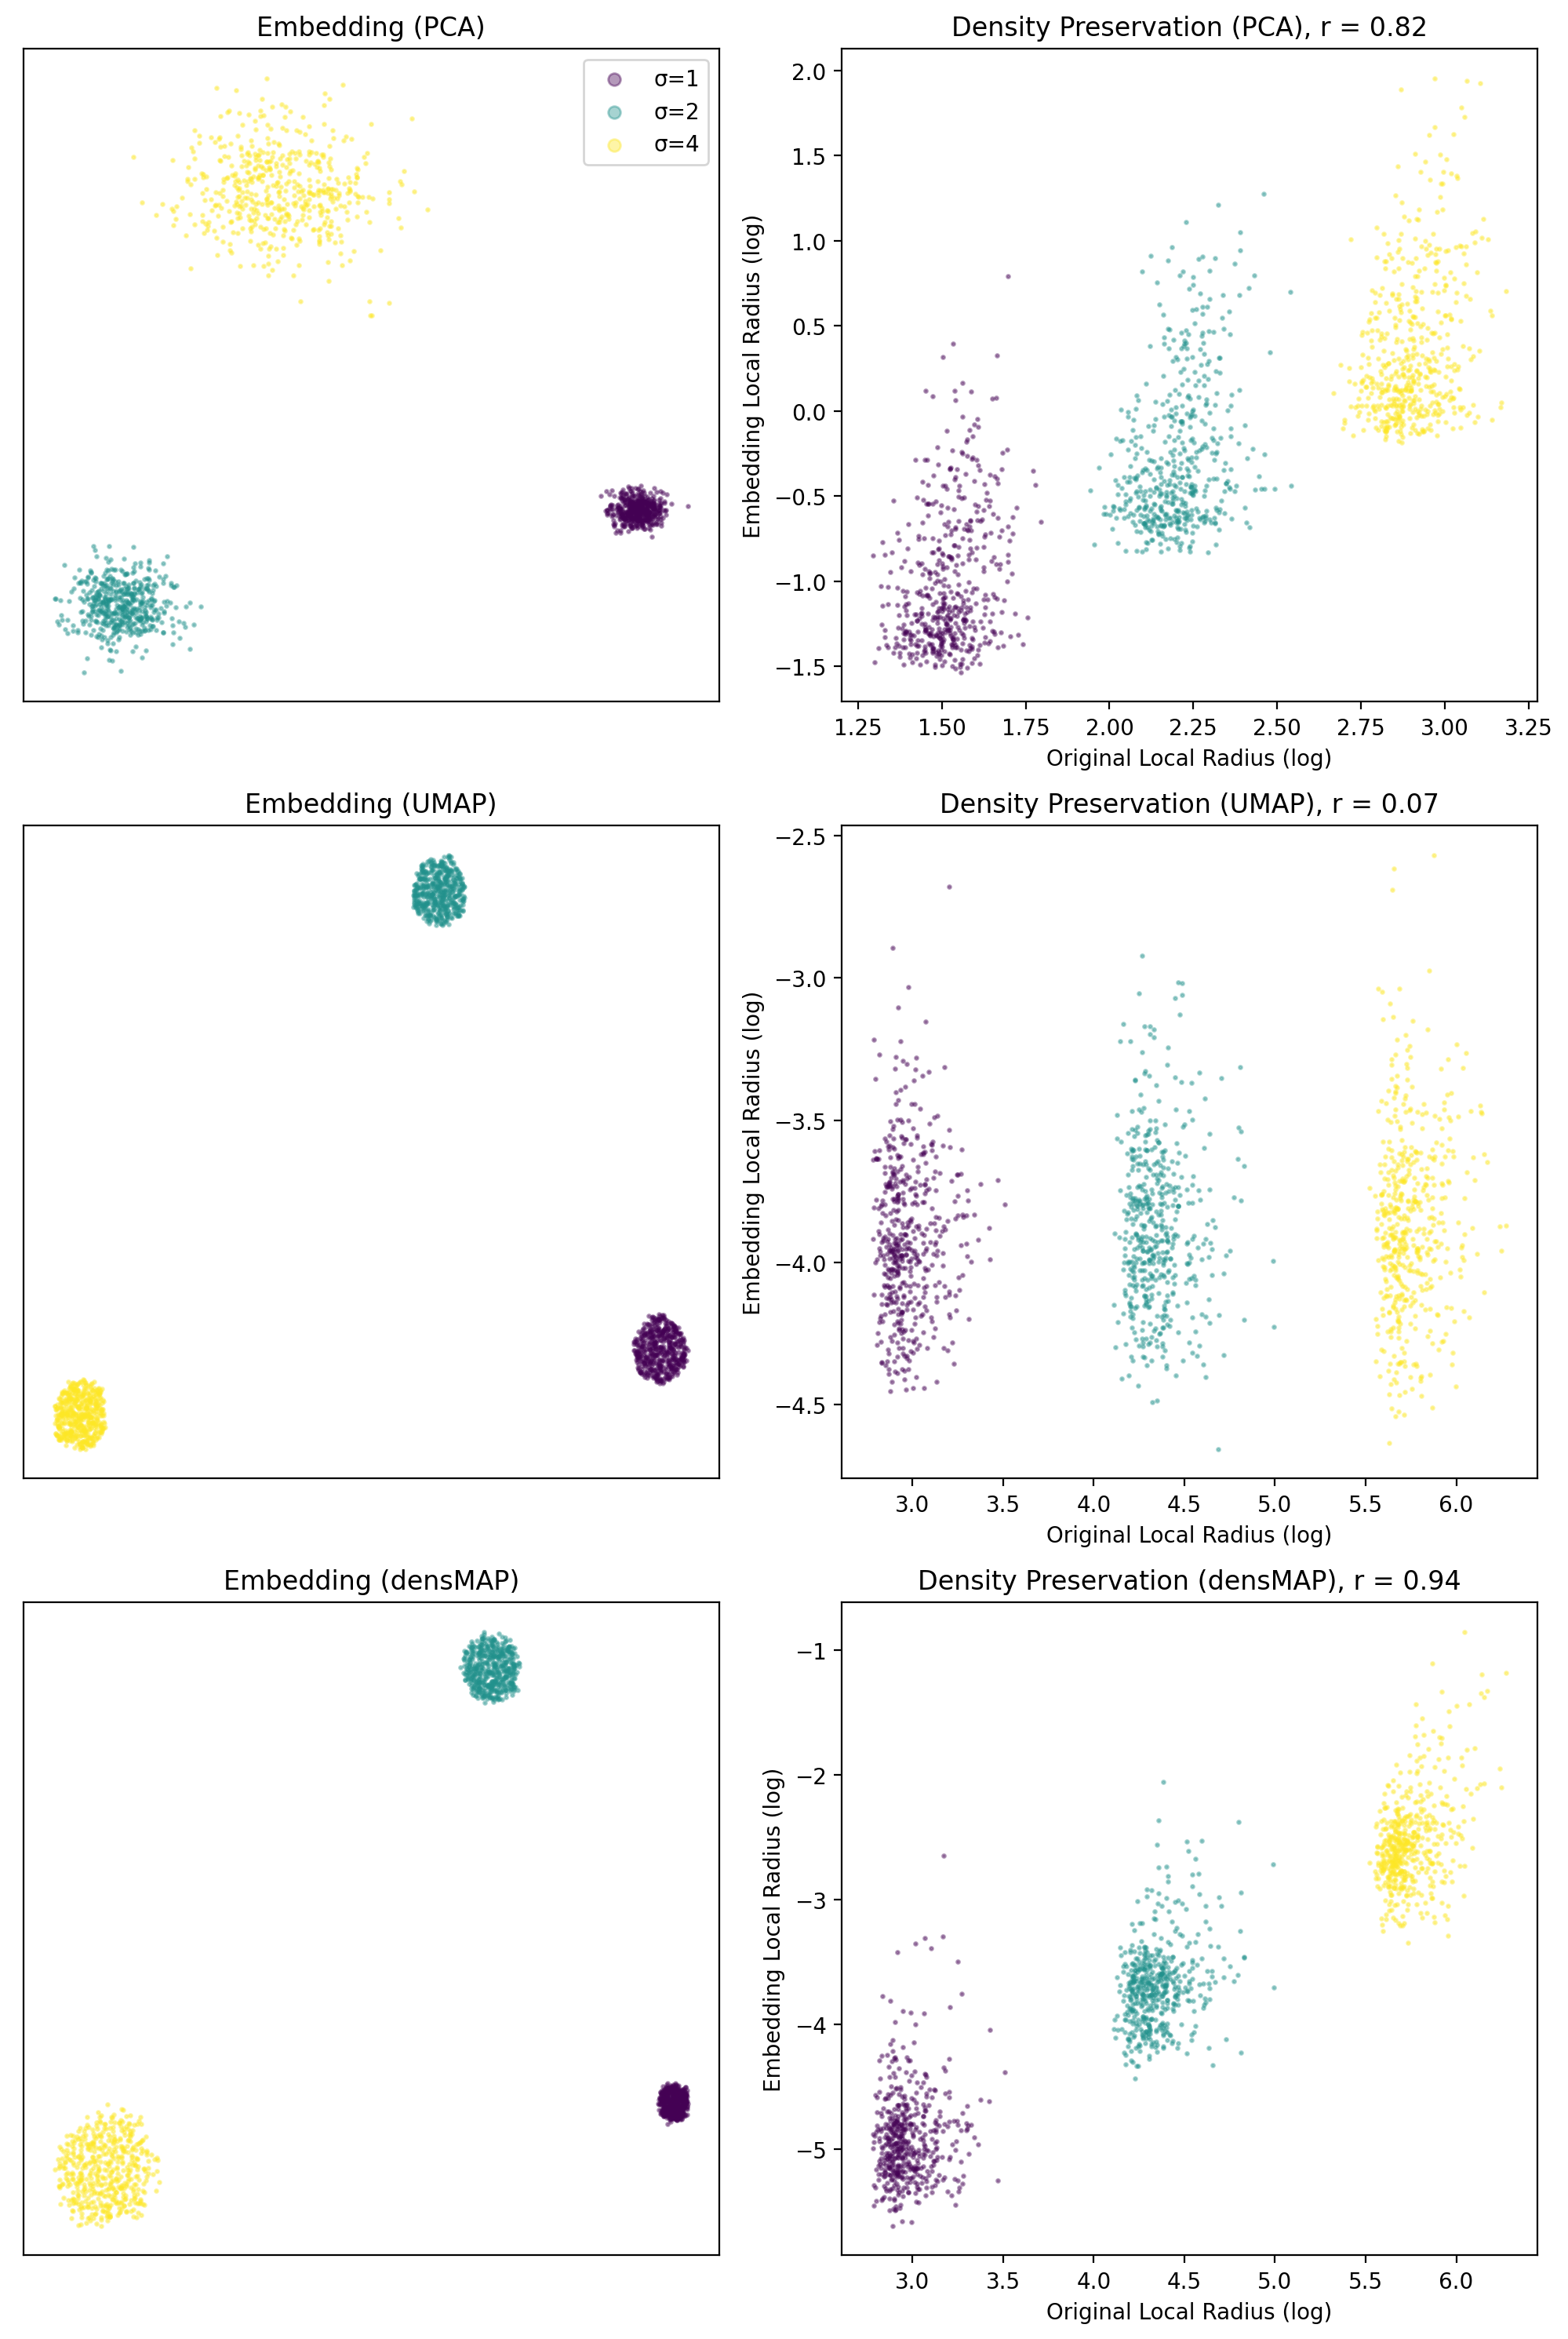 Embedding (PCA)
σ=1
σ=2
σ=4
Density Preservation (PCA), r = 0.82
Embedding Local Radius (log)
2.0
1.5
1.0
0.5
0.0
−0.5
−1.0
−1.5
1.25 1.50 1.75 2.00 2.25 2.50 2.75 3.00 3.25
Original Local Radius (log)
Embedding (UMAP)
Density Preservation (UMAP), r = 0.07
Embedding Local Radius (log)
−2.5
−3.0
−3.5
−4.0
−4.5
3.0 3.5 4.0 4.5 5.0 5.5 6.0
Original Local Radius (log)
Embedding (densMAP)
Density Preservation (densMAP), r = 0.94
Embedding Local Radius (log)
−1
−2
−3
−4
−5
3.0 3.5 4.0 4.5 5.0 5.5 6.0
Original Local Radius (log)